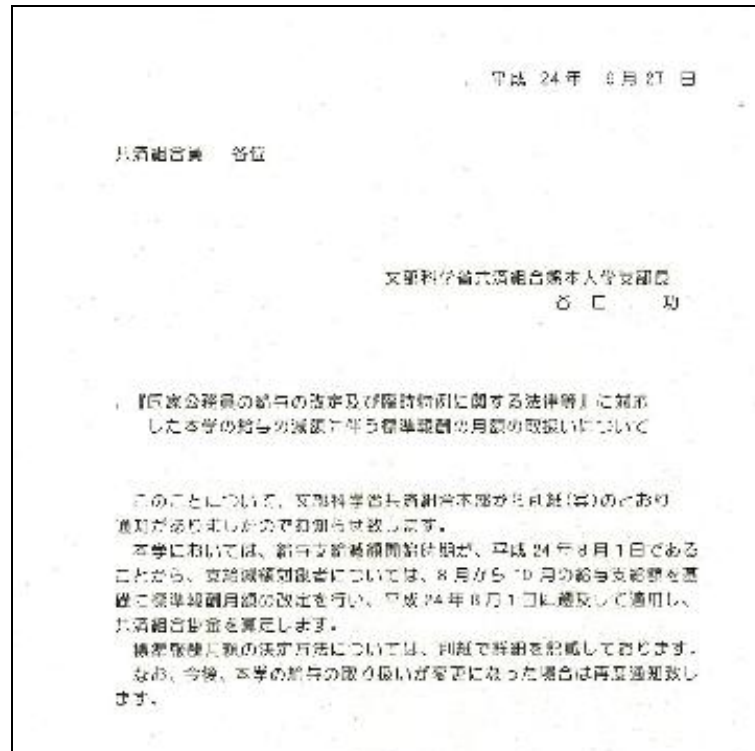 平成 24年 6月 27 日
共済組合員 各位
文部科学省共済組合熊本大学支部長
谷 口 功
『国家公務員の給与の改定及び臨時特例に関する法律等』に対応
した本学の給与の減額に伴う標準報酬の月額の取扱いについて
このことについて、文部科学省共済組合本部から別紙(写)のとおり
通知がありましたのでお知らせ致します。
本学においては、給与支給減額開始時期が、平成 24 年 8 月 1 日である
ことから、支給減額対象者については、8 月から 10 月の給与支給額を基
礎に標準報酬月額の改定を行い、平成 24 年 8 月 1 日に遡及して適用し、
共済組合掛金を算定します。
標準報酬月額の決定方法については、別紙で詳細を記載しております。
なお、今後、本学の給与の取り扱いが変更になった場合は再度通知致し
ます。